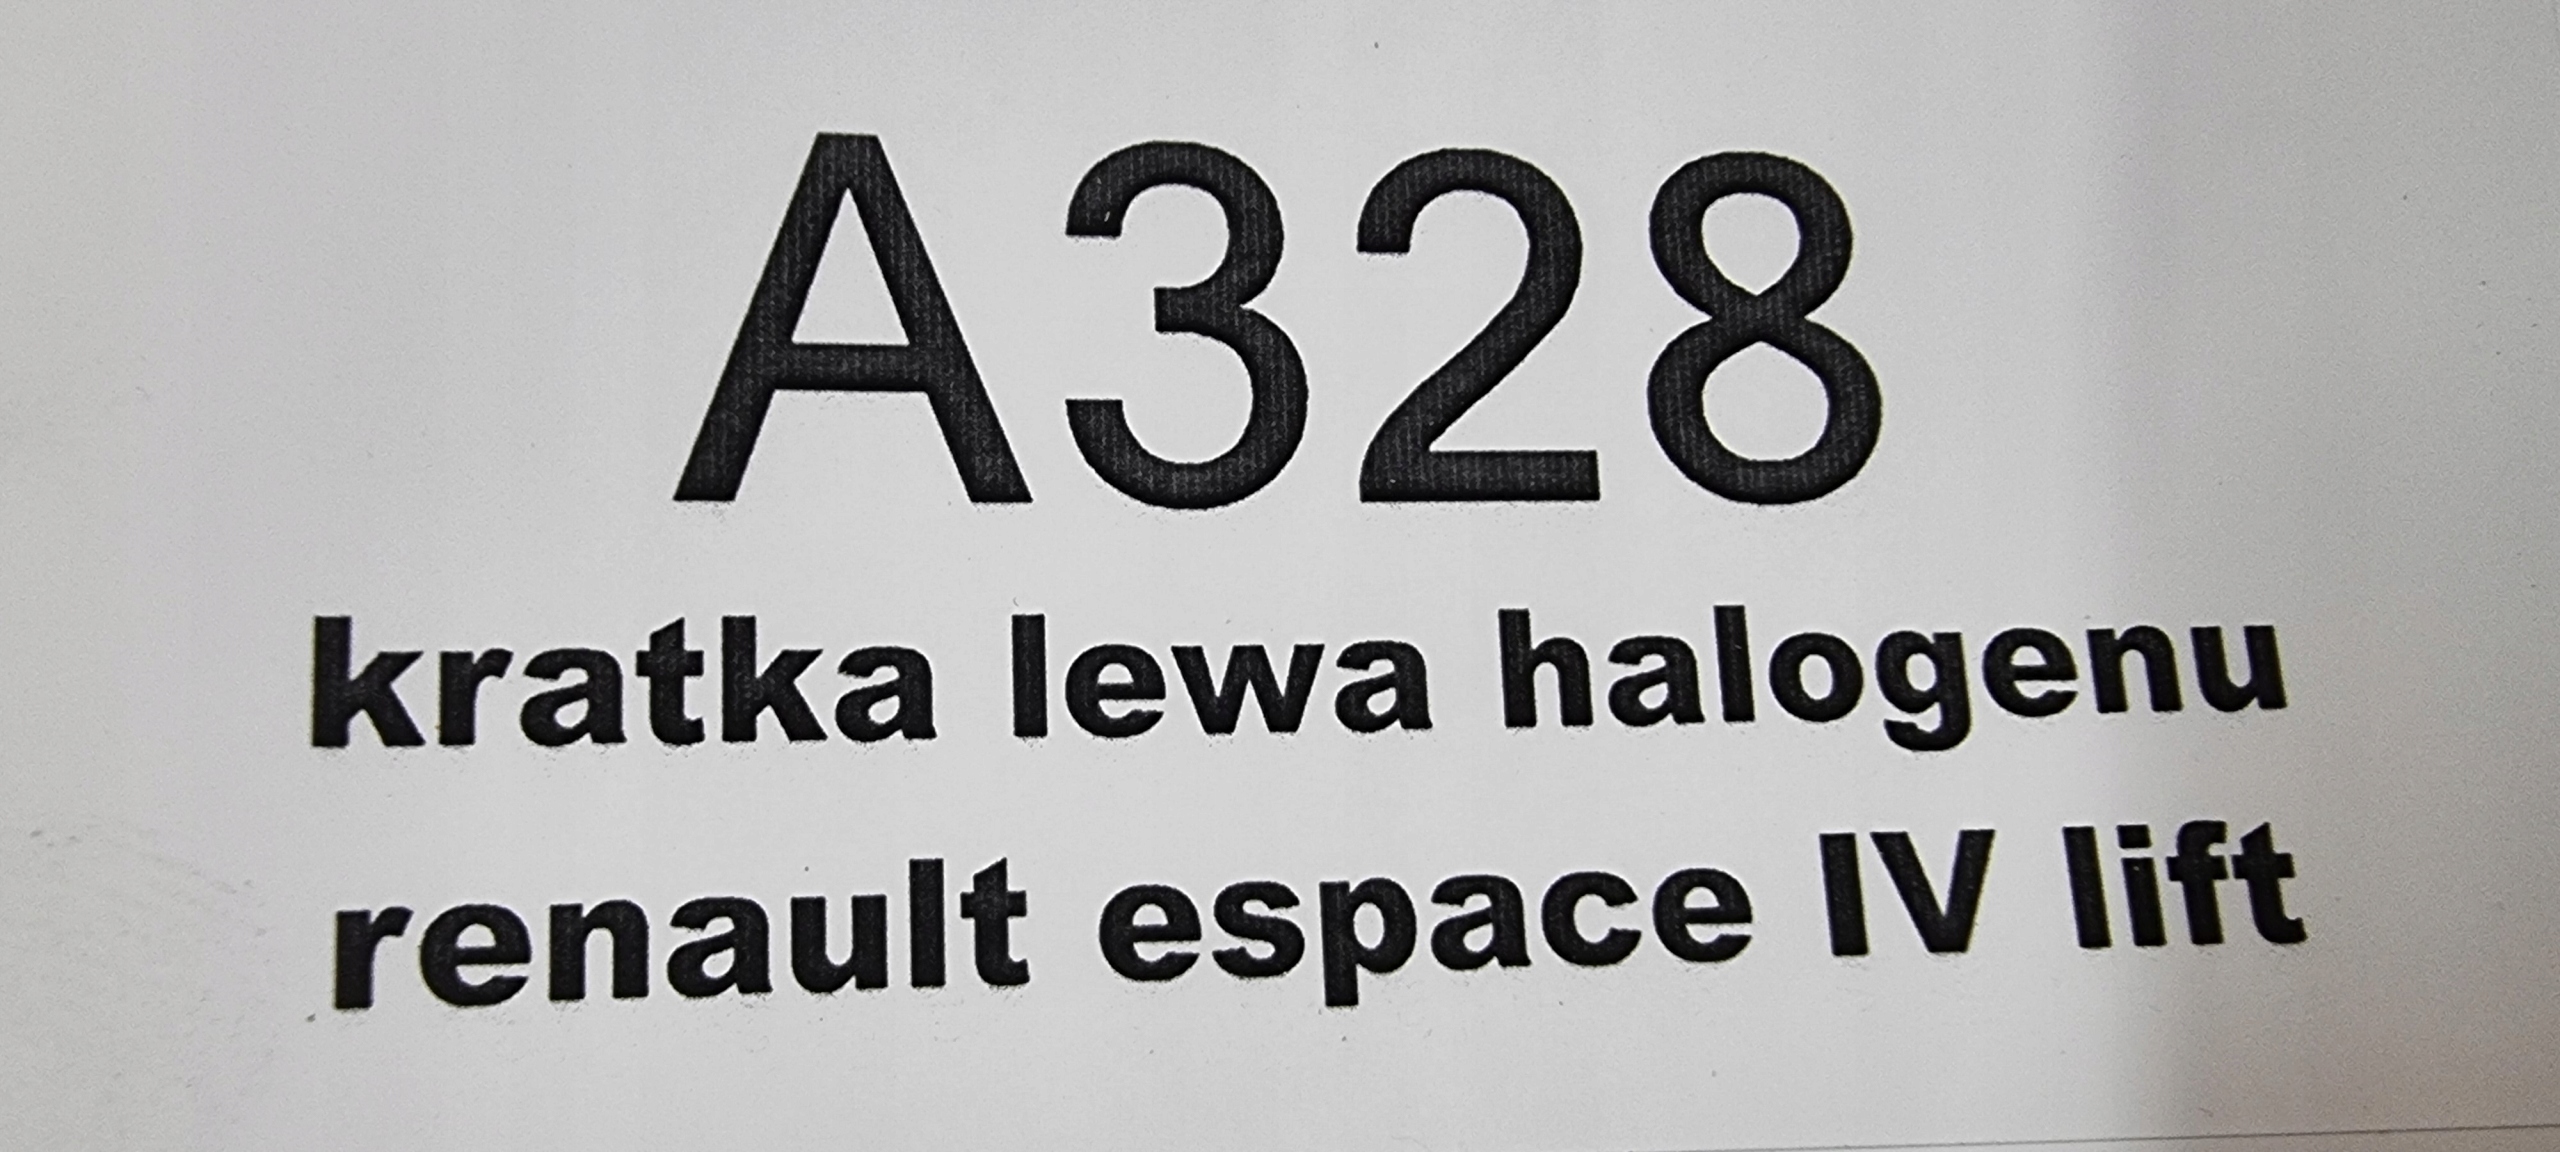 A328
kratka lewa halogenu
renault espace IV lift